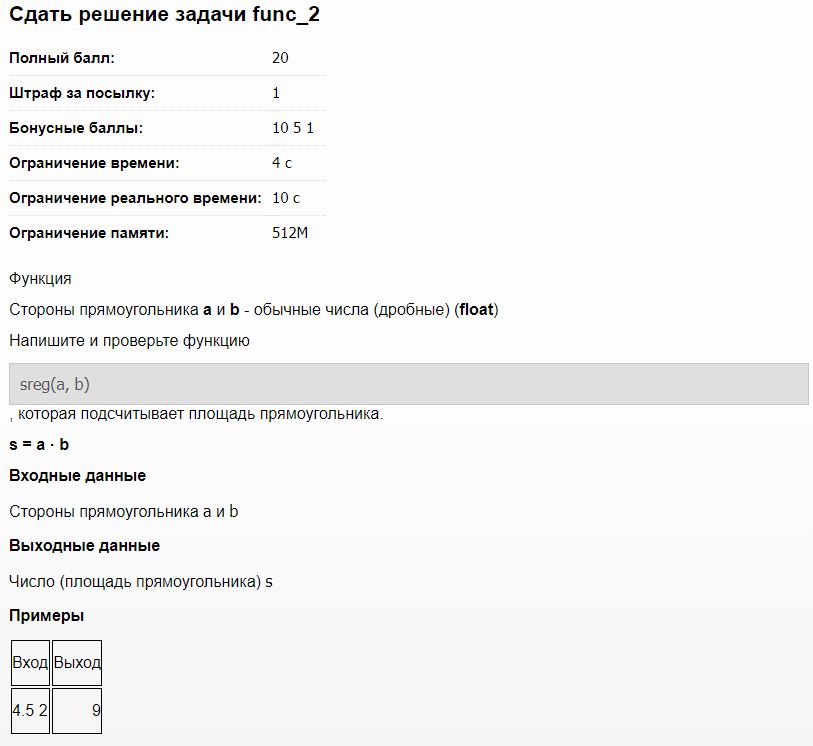 Сдать решение задачи func_2
Полный балл: 20
Штраф за посылку: 1
Бонусные баллы: 10 5 1
Ограничение времени: 4 с
Ограничение реального времени: 10 с
Ограничение памяти: 512M
Функция
Стороны прямоугольника a и b - обычные числа (дробные) (float)
Напишите и проверьте функцию
sreg(a, b)
, которая подсчитывает площадь прямоугольника.
s = a · b
Входные данные
Стороны прямоугольника a и b
Выходные данные
Число (площадь прямоугольника) s
Примеры
Вход Выход
4.5 2 9